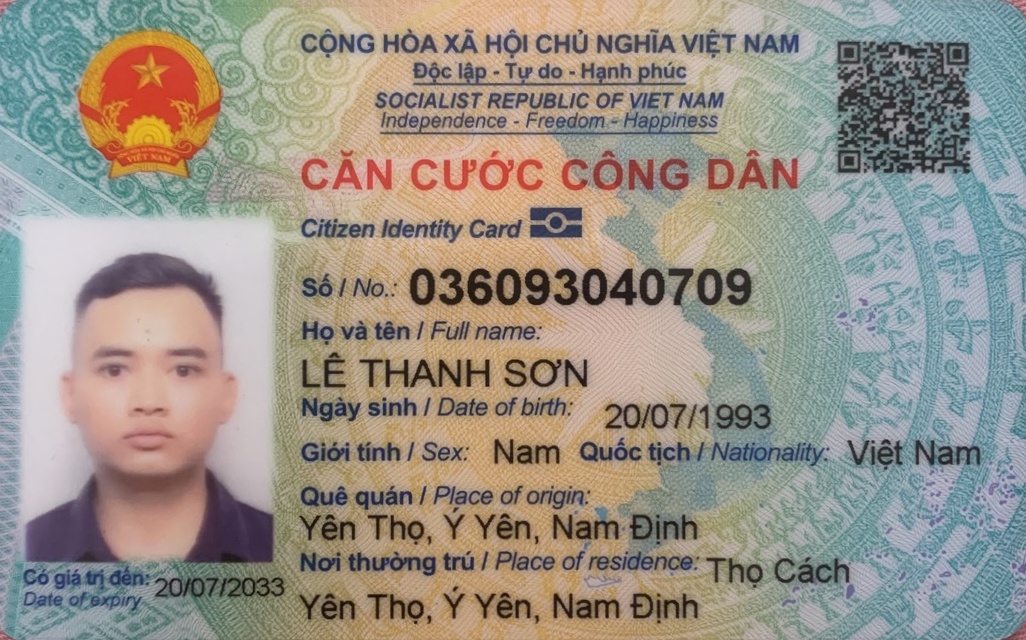 CỘNG HÒA XÃ HỘI CHỦ NGHĨA VIỆT NAM
Độc lập - Tự do - Hạnh phúc
SOCIALIST REPUBLIC OF VIET NAM
Independence - Freedom - Happiness
CĂN CƯỚC CÔNG DÂN
Citizen Identity Card
Số / No.: 036093040709
Họ và tên / Full name:
LÊ THANH SƠN
Ngày sinh / Date of birth: 20/07/1993
Giới tính / Sex: Nam Quốc tịch / Nationality: Việt Nam
Quê quán / Place of origin:
Yên Thọ, Ý Yên, Nam Định
Nơi thường trú / Place of residence: Thọ Cách
Yên Thọ, Ý Yên, Nam Định
Có giá trị đến: 20/07/2033
Date of expiry
VIỆT NAM